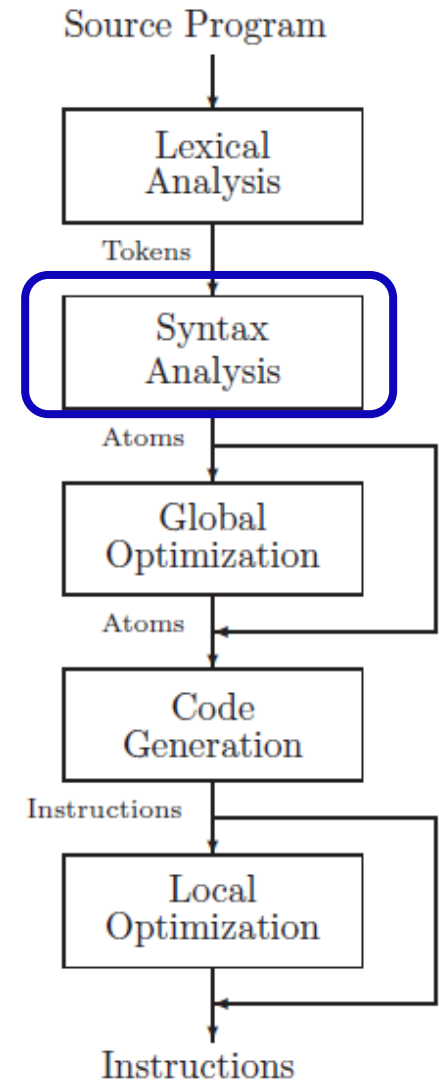 Source Program
Lexical
Analysis
Tokens
Syntax
Analysis
Atoms
Global
Optimization
Atoms
Code
Generation
Instructions
Local
Optimization
Instructions